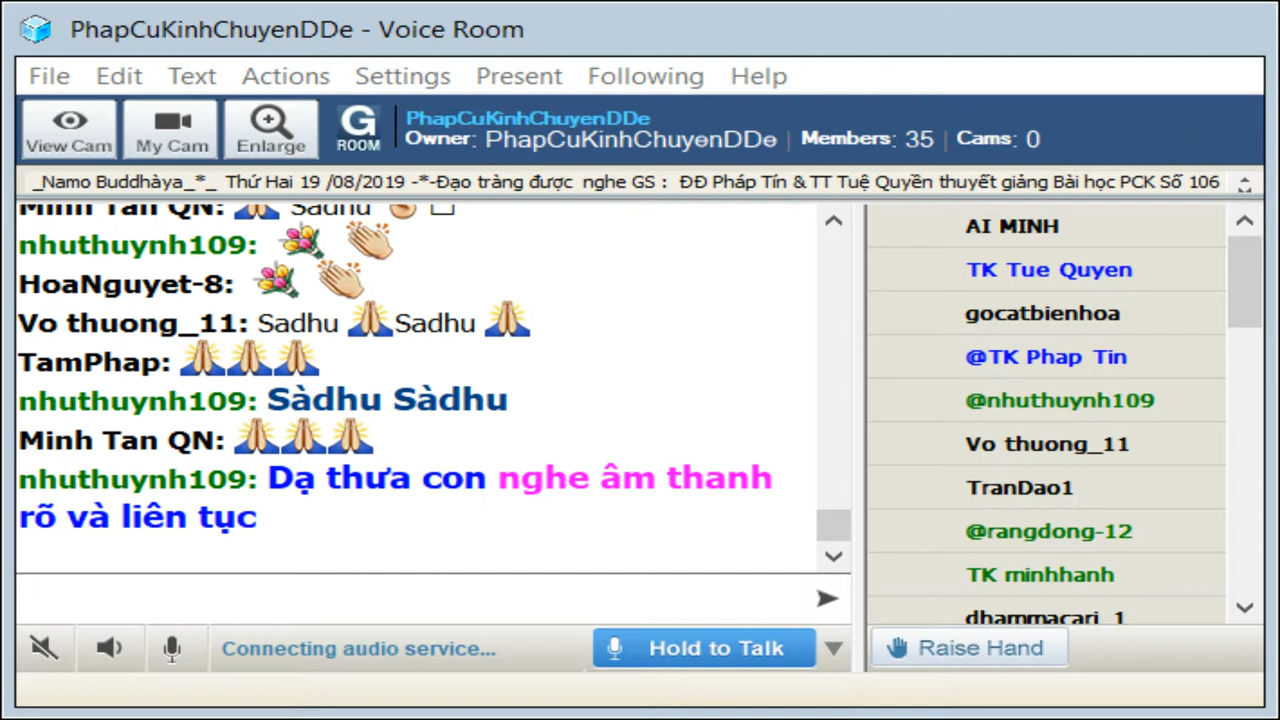 PhapCuKinhChuyenDDe - Voice Room
File Edit Text Actions Settings Present Following Help
View Cam
My Cam
Enlarge
G
ROOM
PhapCuKinhChuyenDDe
Owner: PhapCuKinhChuyenDDe | Members: 35 | Cams: 0
_Namo Buddhàya_*_ Thứ Hai 19 /08/2019 -*-Đạo tràng được nghe GS : ĐĐ Pháp Tín & TT Tuệ Quyền thuyết giảng Bài học PCK Số 106
Minh Tan QN: 🙏 Sadhu
nhuthuynh109: 💐 👏
HoaNguyet-8: 💐 👏
Vo thuong_11: Sadhu 🙏Sadhu 🙏
TamPhap: 🙏🙏🙏
nhuthuynh109: Sàdhu Sàdhu
Minh Tan QN: 🙏🙏🙏
nhuthuynh109: Dạ thưa con nghe âm thanh
rõ và liên tục
AI MINH
TK Tue Quyen
gocatbienhoa
@TK Phap Tin
@nhuthuynh109
Vo thuong_11
TranDao1
@rangdong-12
TK minhhanh
dhammacari_1
Connecting audio service...
Hold to Talk
Raise Hand